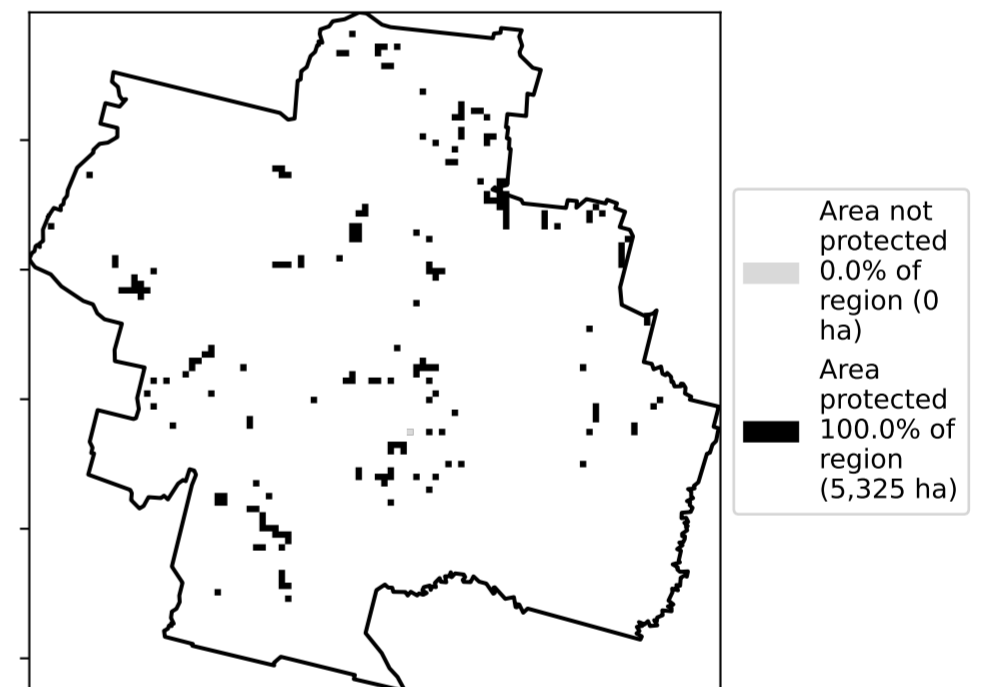 Area not
protected
0.0% of
region (0
ha)
Area
protected
100.0% of
region
(5,325 ha)